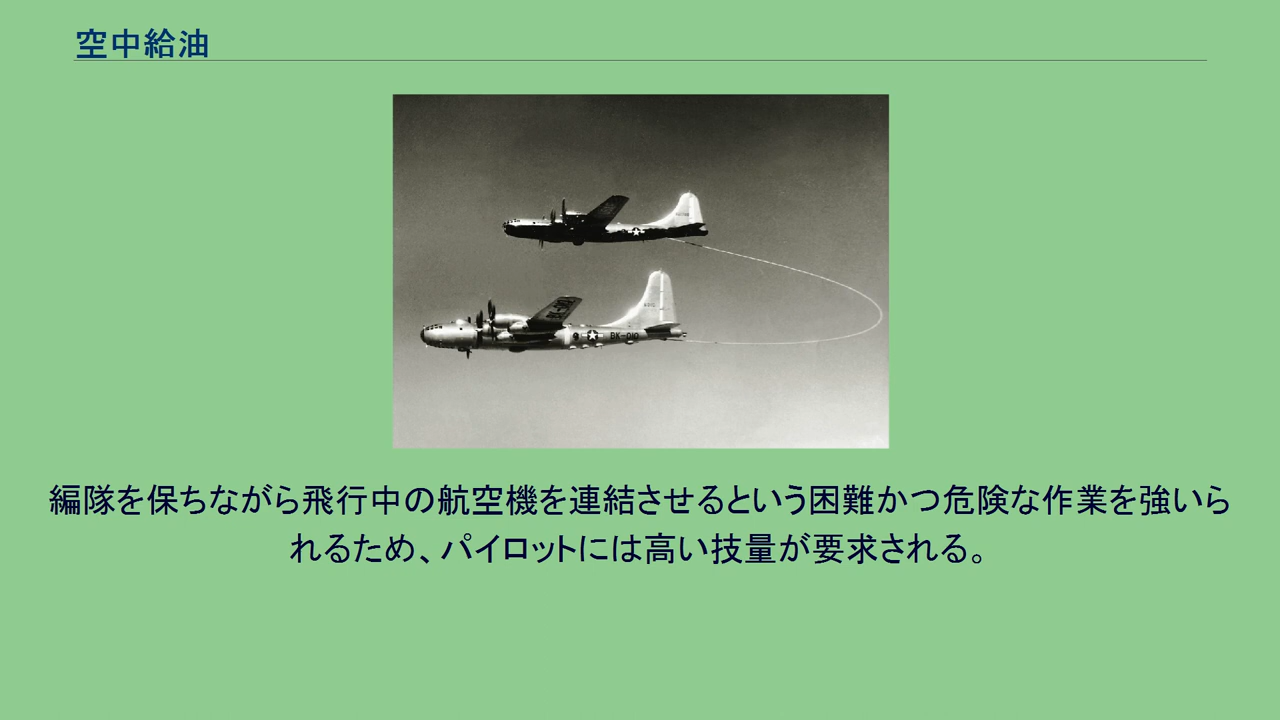 空中給油
BK-010
編隊を保ちながら飛行中の航空機を連結させるという困難かつ危険な作業を強いら
れるため、パイロットには高い技量が要求される。